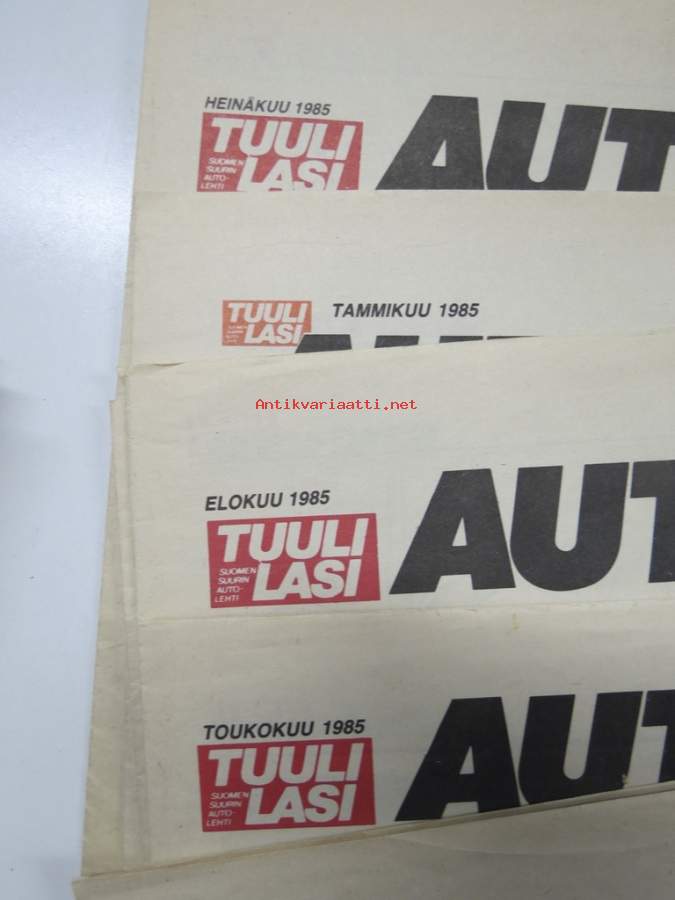 HEINÄKUU 1985
TUULI
LASI
SUOMEN
SUURIN
AUTO-
LEHTI
AUT
TUULI
LASI
TAMMIKUU 1985
Antikvariaatti.net
ELOKUU 1985
TUULI
LASI
SUOMEN
SUURIN
AUTO-
LEHTI
AUT
TOUKOKUU 1985
TUULI
LASI
SUOMEN
SUURIN
AUTO-
LEHTI
AUT